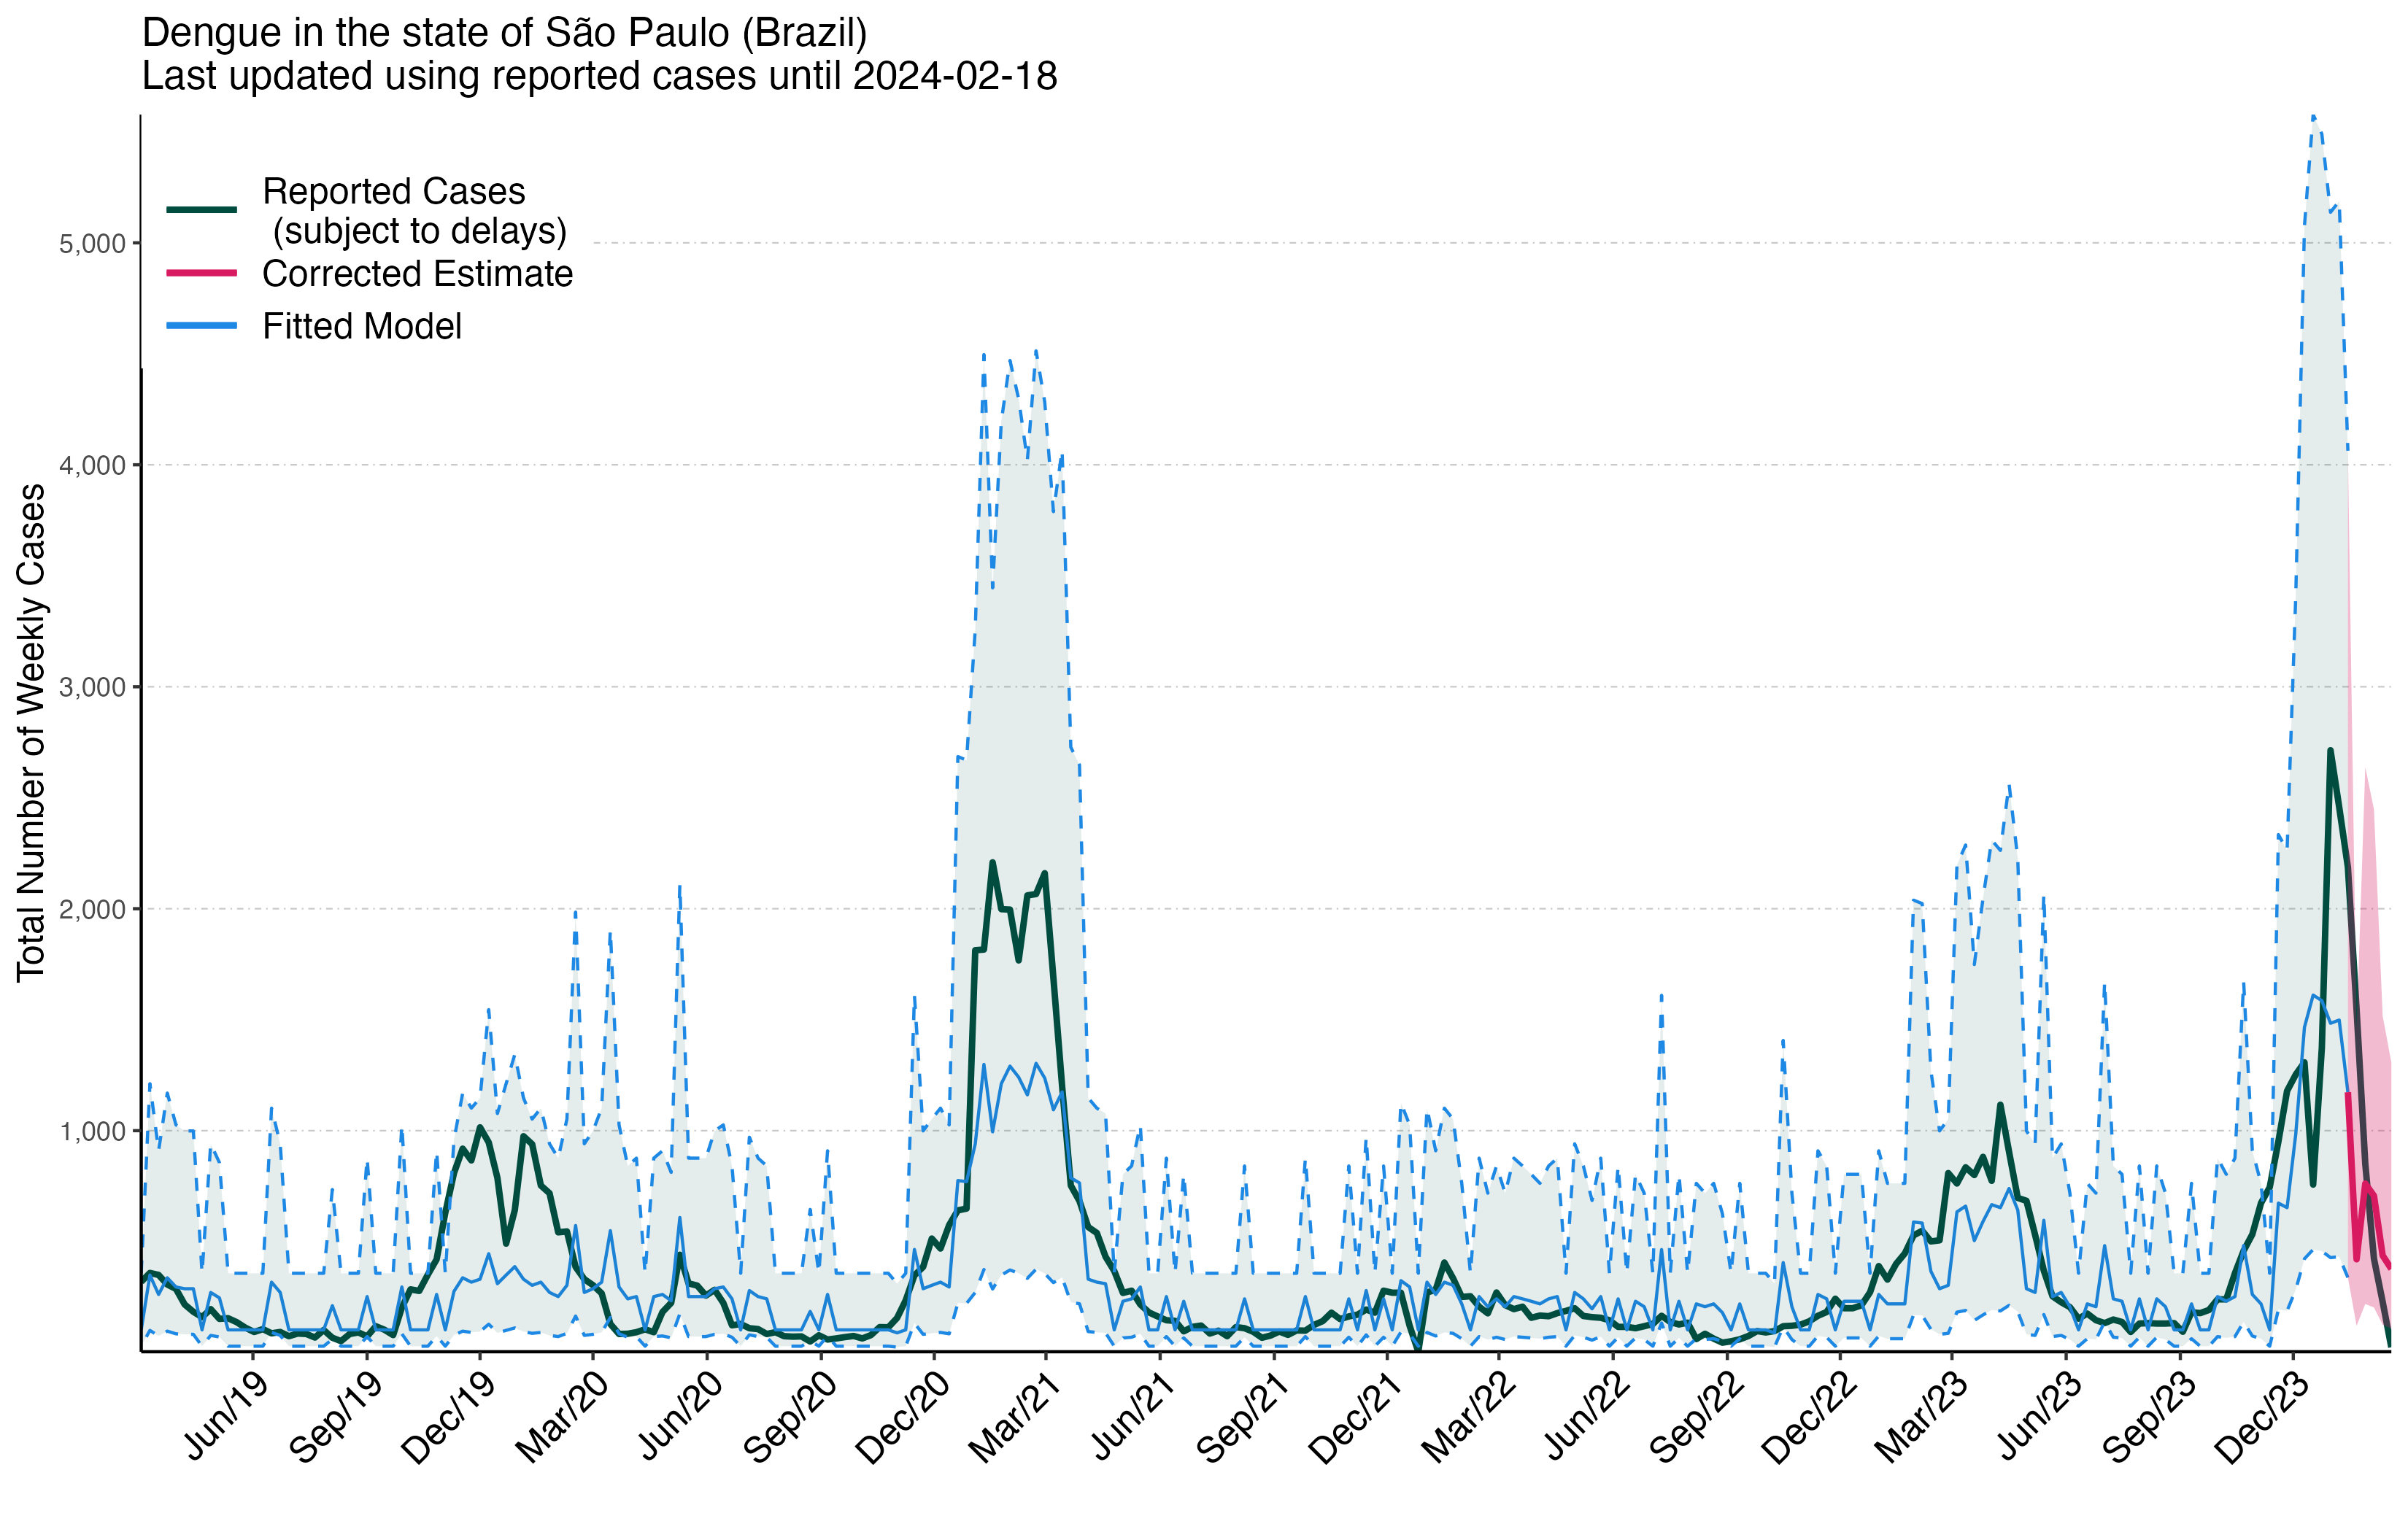 Dengue in the state of São Paulo (Brazil)
Last updated using reported cases until 2024-02-18
Reported Cases
(subject to delays)
Corrected Estimate
Fitted Model
Total Number of Weekly Cases
5,000
4,000
3,000
2,000
1,000
Jun/19
Sep/19
Dec/19
Mar/20
Jun/20
Sep/20
Dec/20
Mar/21
Jun/21
Sep/21
Dec/21
Mar/22
Jun/22
Sep/22
Dec/22
Mar/23
Jun/23
Sep/23
Dec/23